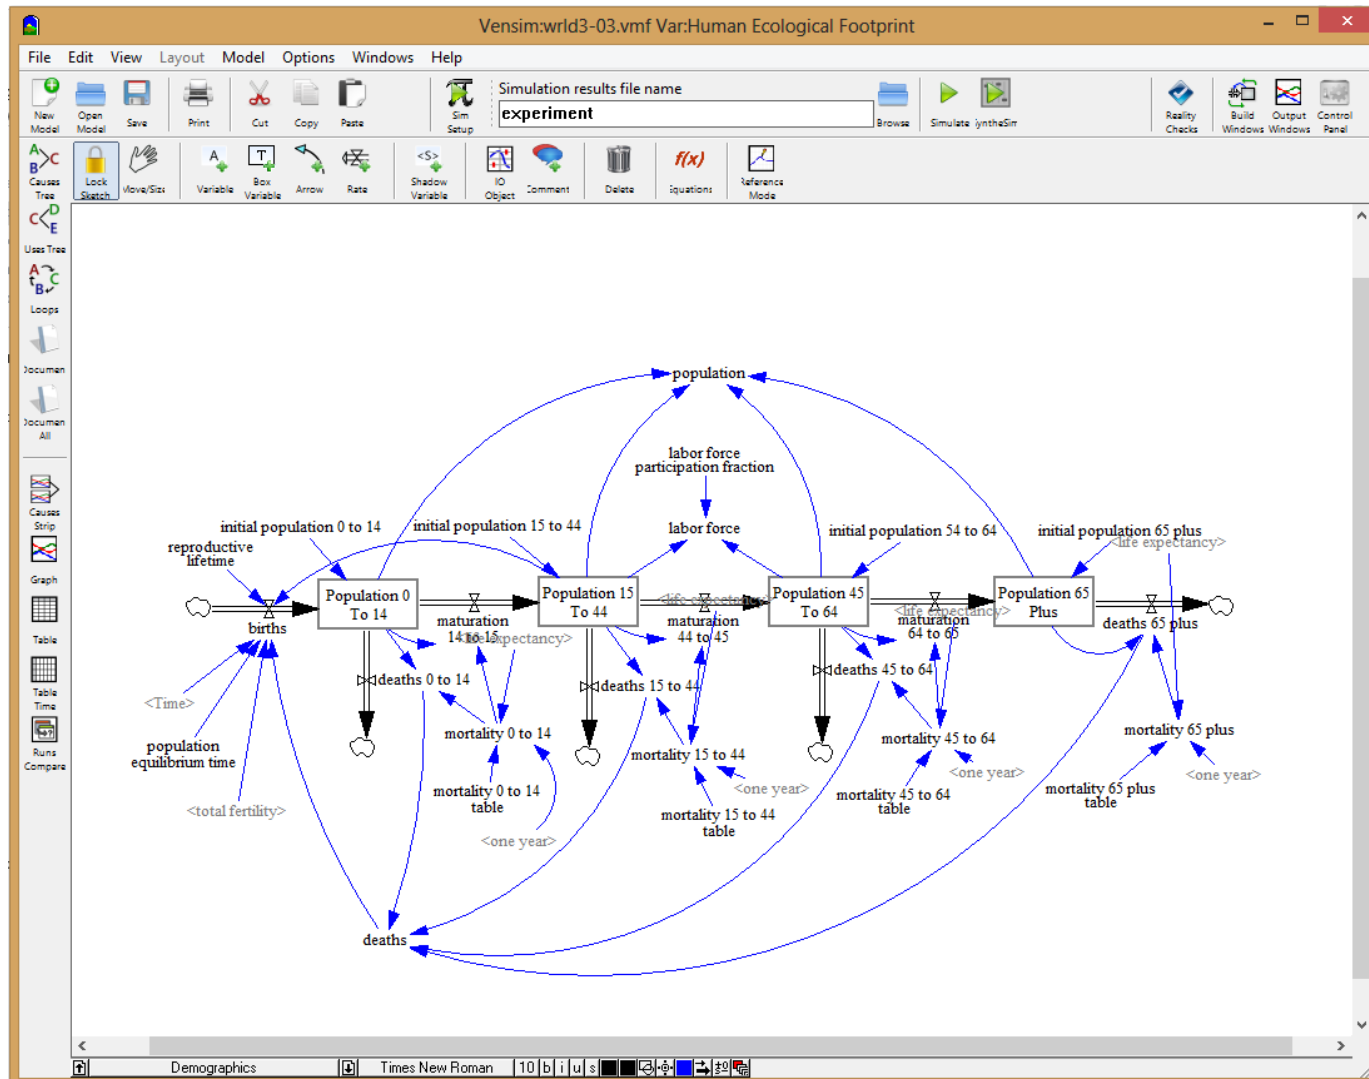 Vensim:wrld3-03.vmf Var:Human Ecological Footprint
File Edit View Layout Model Options Windows Help
New Model
Open Model
Save
Print
Cut
Copy
Paste
Sim Setup
Simulation results file name
experiment
Browse
Simulate
SyntheSim
Reality Checks
Build Windows
Output Windows
Control Panel
A B C
Causes Tree
Lock Sketch
Move/Size
A
Variable
T
Box Variable
Arrow
Rate
<S>
Shadow Variable
IO Object
Comment
Delete
f(x)
Equations
Reference Mode
C D E
Uses Tree
A C B
Loops
Documen
Documen All
Causes Strip
Graph
Table
Table Time
Runs Compare
population
labor force
participation fraction
labor force
initial population 0 to 14
initial population 15 to 44
initial population 54 to 64
initial population 65 plus
<life expectancy>
reproductive
lifetime
Population 0
To 14
Population 15
To 44
Population 45
To 64
Population 65
Plus
births
maturation
14 to 15
<life expectancy>
<life expectancy>
maturation
44 to 45
<life expectancy>
maturation
64 to 65
deaths 65 plus
deaths 0 to 14
deaths 15 to 44
deaths 45 to 64
<Time>
population
equilibrium time
<total fertility>
mortality 0 to 14
mortality 0 to 14
table
<one year>
mortality 15 to 44
mortality 15 to 44
table
<one year>
mortality 45 to 64
mortality 45 to 64
table
<one year>
mortality 65 plus
mortality 65 plus
table
<one year>
deaths
Demographics
Times New Roman
10 b i u s